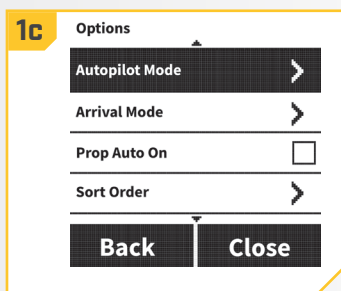 1c
Options
Autopilot Mode
Arrival Mode
Prop Auto On
Sort Order
Back
Close